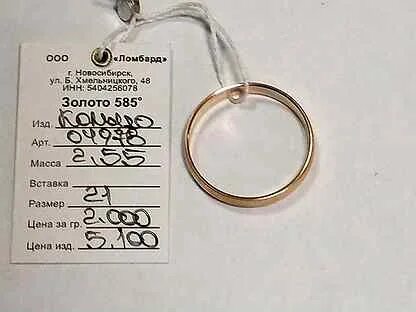 ООО «Ломбард»
г. Новосибирск,
ул. Б. Хмельницкого, 48
ИНН: 5404256078
Золото 585°
Изд. Кольцо
Арт. 04978
Масса 2,55
Вставка
Размер 21
Цена за гр. 2.000
Цена изд. 5.100